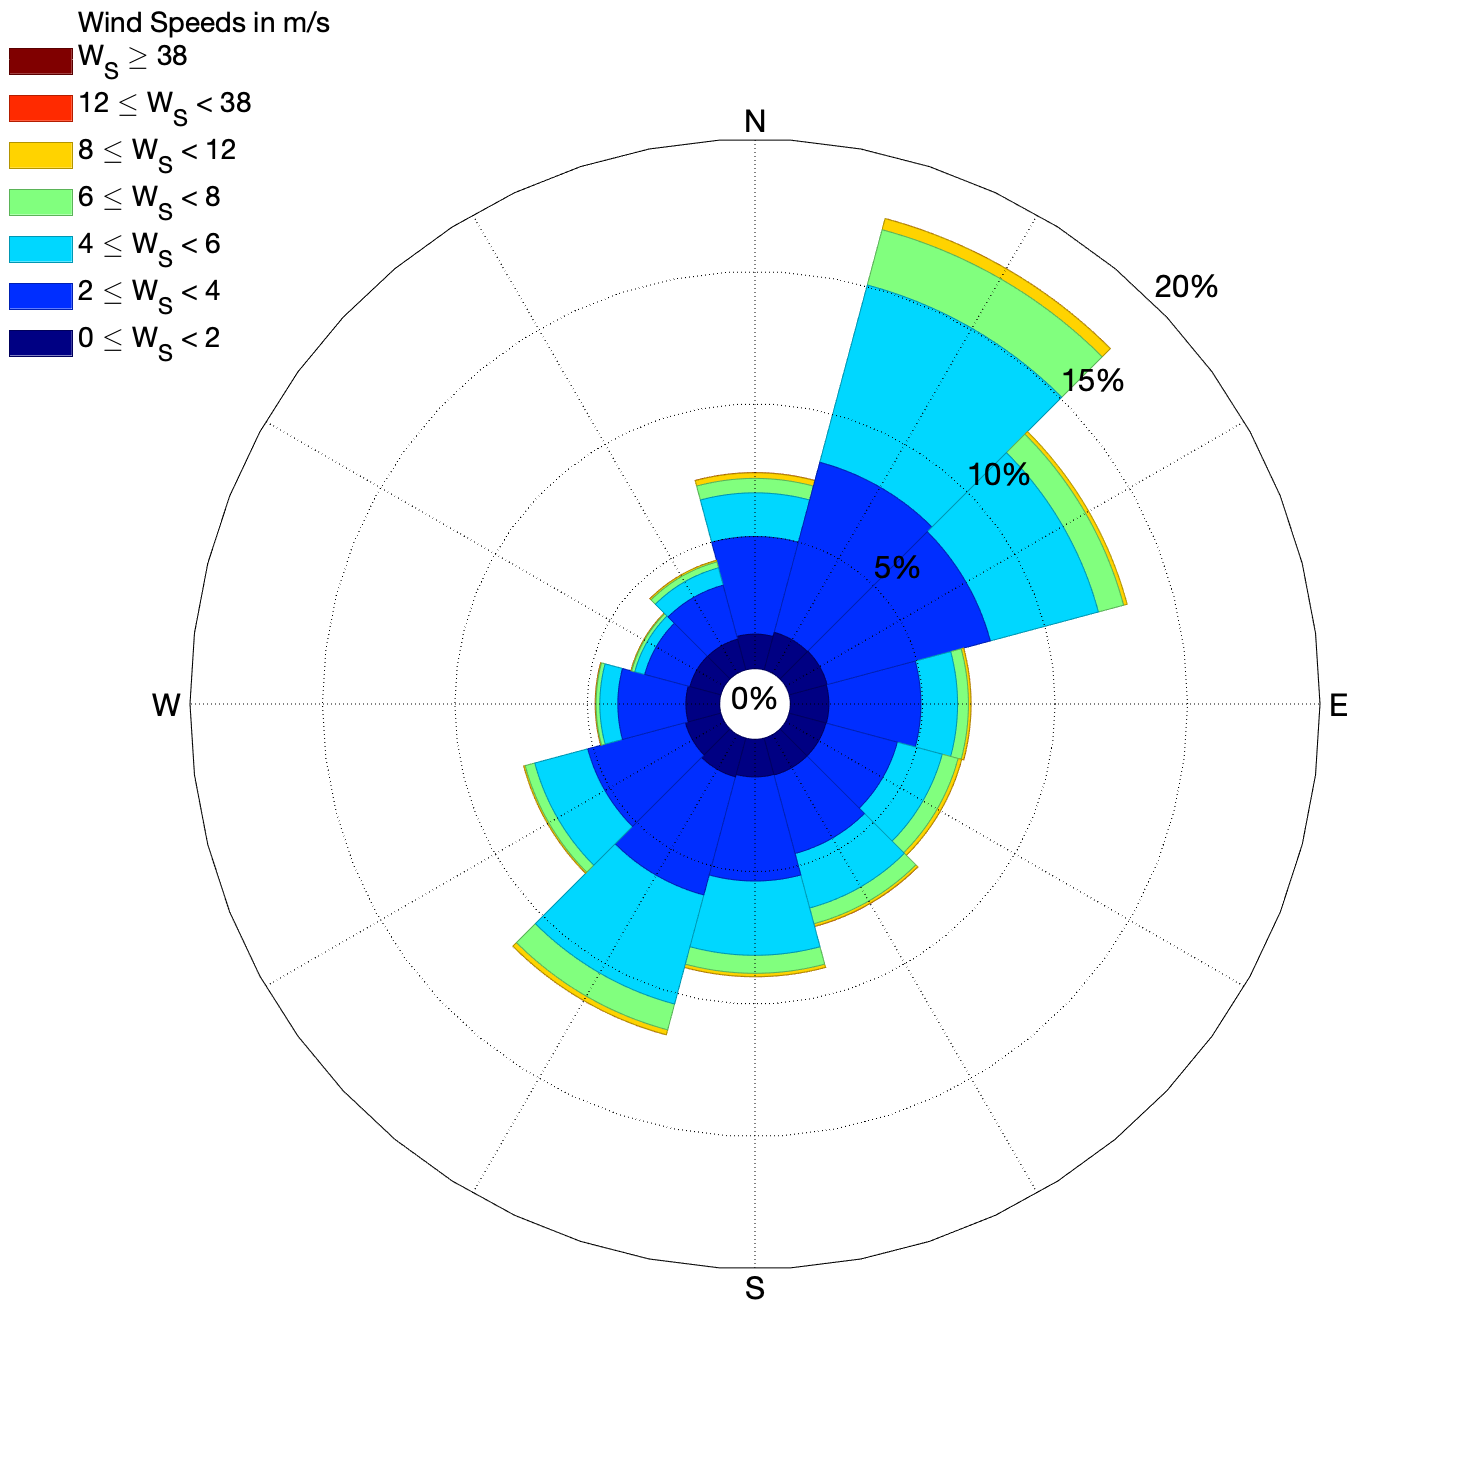 Wind Speeds in m/s
W_S ≥ 38
12 ≤ W_S < 38
8 ≤ W_S < 12
6 ≤ W_S < 8
4 ≤ W_S < 6
2 ≤ W_S < 4
0 ≤ W_S < 2
N
20%
15%
10%
5%
W
0%
E
S